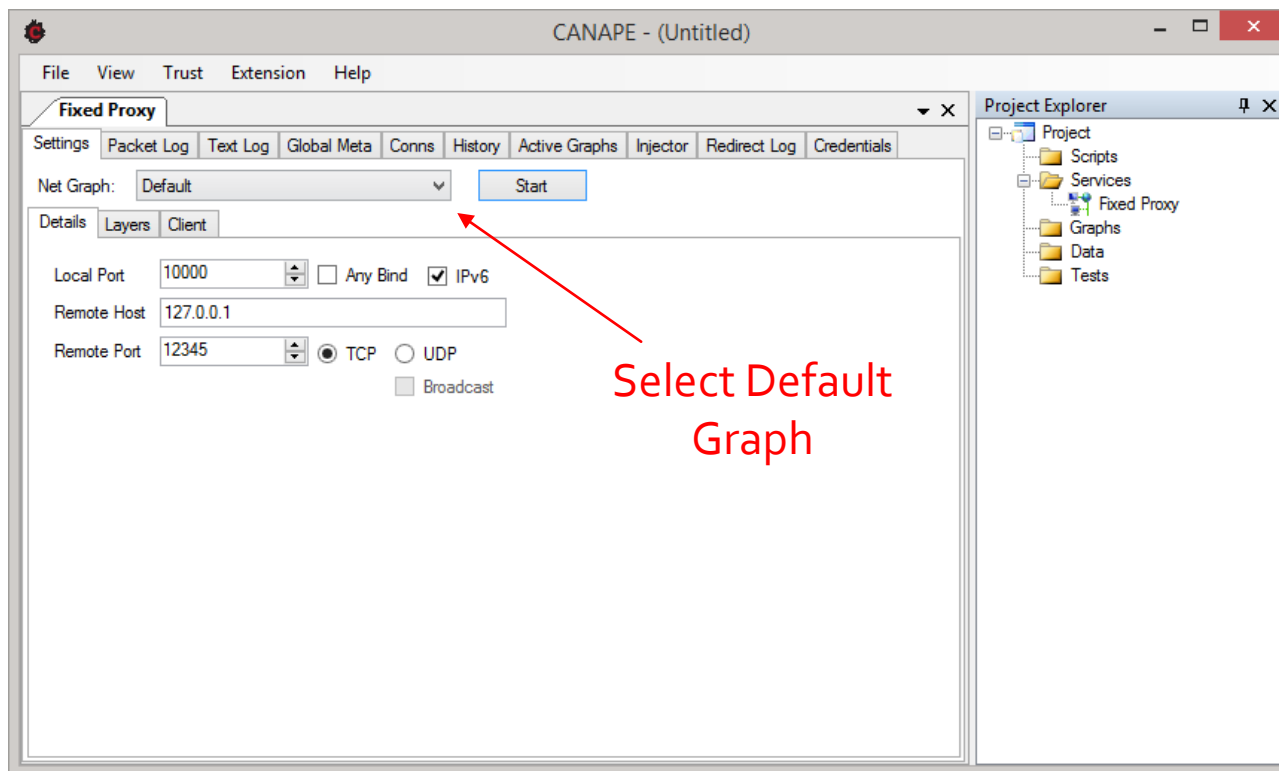 CANAPE - (Untitled)
File View Trust Extension Help
Fixed Proxy
Settings Packet Log Text Log Global Meta Conns History Active Graphs Injector Redirect Log Credentials
Net Graph: Default Start
Details Layers Client
Local Port 10000 Any Bind IPv6
Remote Host 127.0.0.1
Remote Port 12345 TCP UDP
Broadcast
Select Default
Graph
Project Explorer
Project
Scripts
Services
Fixed Proxy
Graphs
Data
Tests